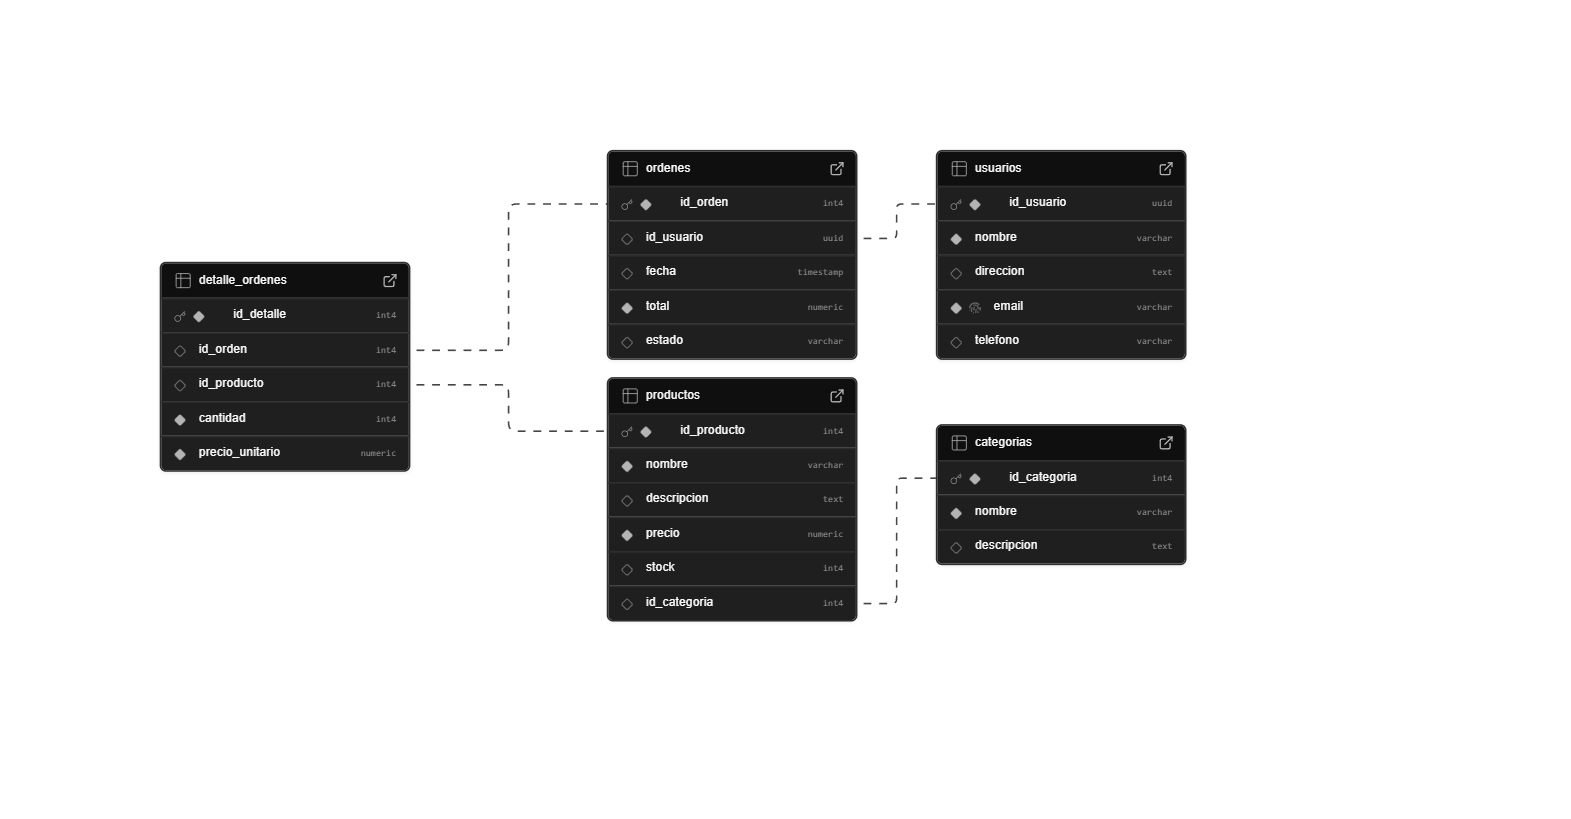 detalle_ordenes
id_detalle int4
id_orden int4
id_producto int4
cantidad int4
precio_unitario numeric
ordenes
id_orden int4
id_usuario uuid
fecha timestamp
total numeric
estado varchar
productos
id_producto int4
nombre varchar
descripcion text
precio numeric
stock int4
id_categoria int4
usuarios
id_usuario uuid
nombre varchar
direccion text
email varchar
telefono varchar
categorias
id_categoria int4
nombre varchar
descripcion text